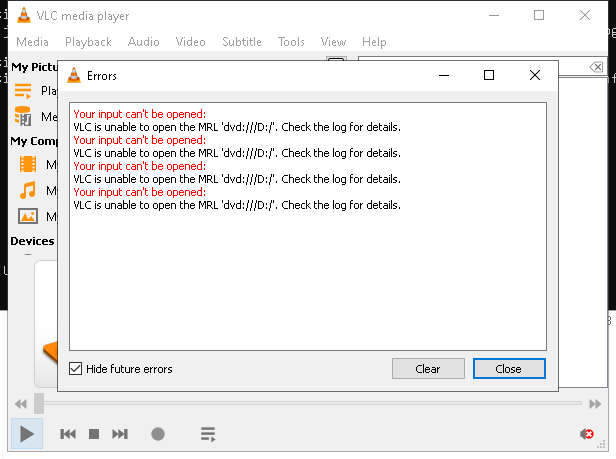 VLC media player
Media Playback Audio Video Subtitle Tools View Help
My Pictu
Errors
Pla
Me
My Comp
My
My
My
Devices
Your input can't be opened:
VLC is unable to open the MRL 'dvd:///D:/'. Check the log for details.
Your input can't be opened:
VLC is unable to open the MRL 'dvd:///D:/'. Check the log for details.
Your input can't be opened:
VLC is unable to open the MRL 'dvd:///D:/'. Check the log for details.
Your input can't be opened:
VLC is unable to open the MRL 'dvd:///D:/'. Check the log for details.
Hide future errors
Clear
Close